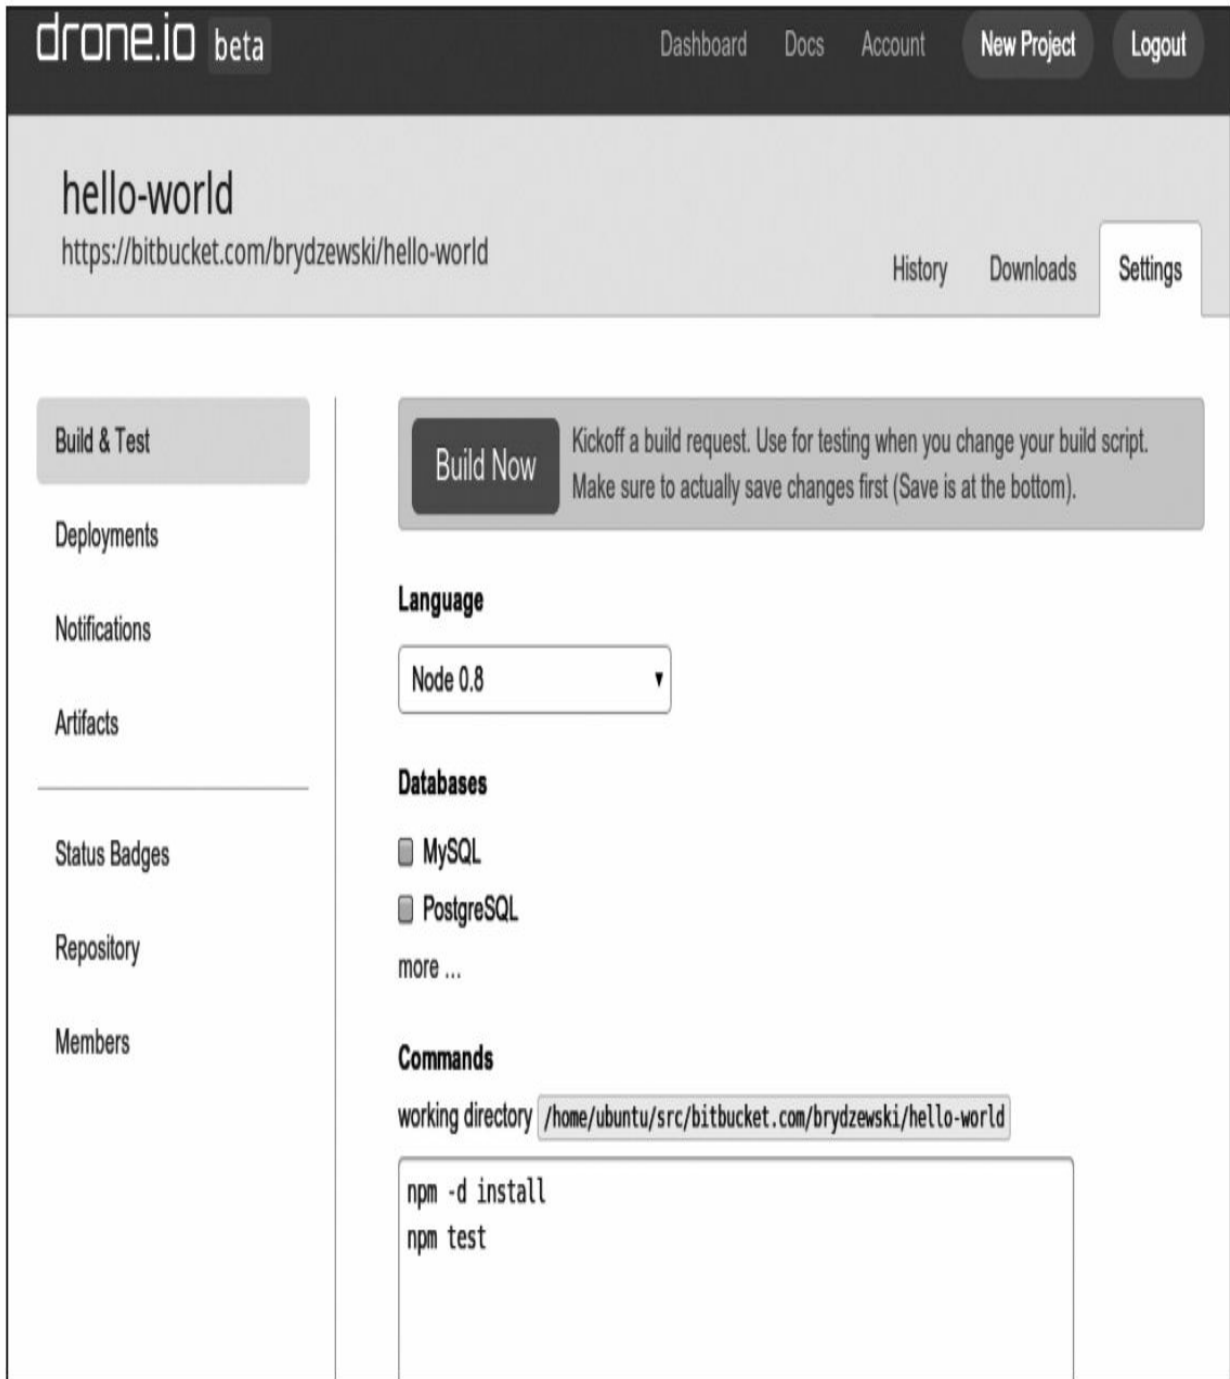 drone.io beta
Dashboard Docs Account New Project Logout
hello-world
https://bitbucket.com/brydzewski/hello-world
History Downloads Settings
Build & Test
Deployments
Notifications
Artifacts
Status Badges
Repository
Members
Build Now
Kickoff a build request. Use for testing when you change your build script.
Make sure to actually save changes first (Save is at the bottom).
Language
Node 0.8
Databases
MySQL
PostgreSQL
more ...
Commands
working directory /home/ubuntu/src/bitbucket.com/brydzewski/hello-world
npm -d install
npm test